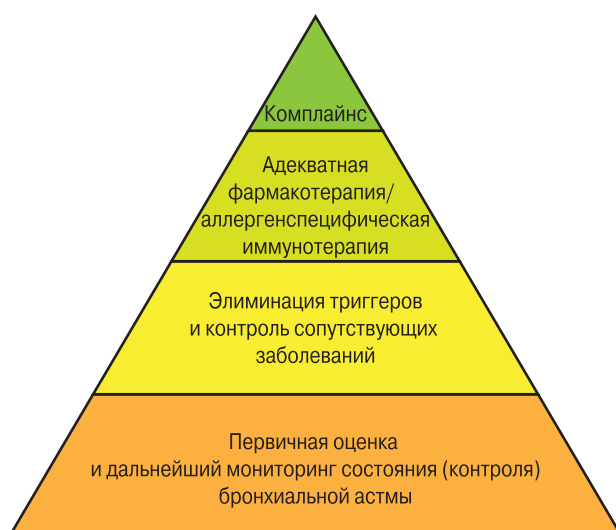 Комплайнс
Адекватная
фармакотерапия/
аллергенспецифическая
иммунотерапия
Элиминация триггеров
и контроль сопутствующих
заболеваний
Первичная оценка
и дальнейший мониторинг состояния (контроля)
бронхиальной астмы